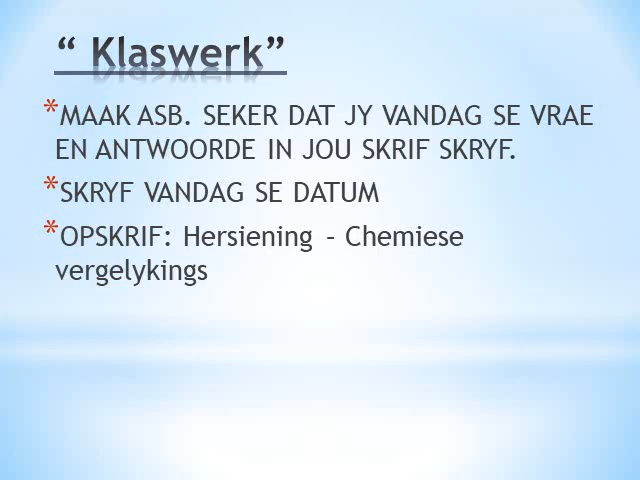 “ Klaswerk”
*MAAK ASB. SEKER DAT JY VANDAG SE VRAE
EN ANTWOORDE IN JOU SKRIF SKRYF.
*SKRYF VANDAG SE DATUM
*OPSKRIF: Hersiening – Chemiese
vergelykings